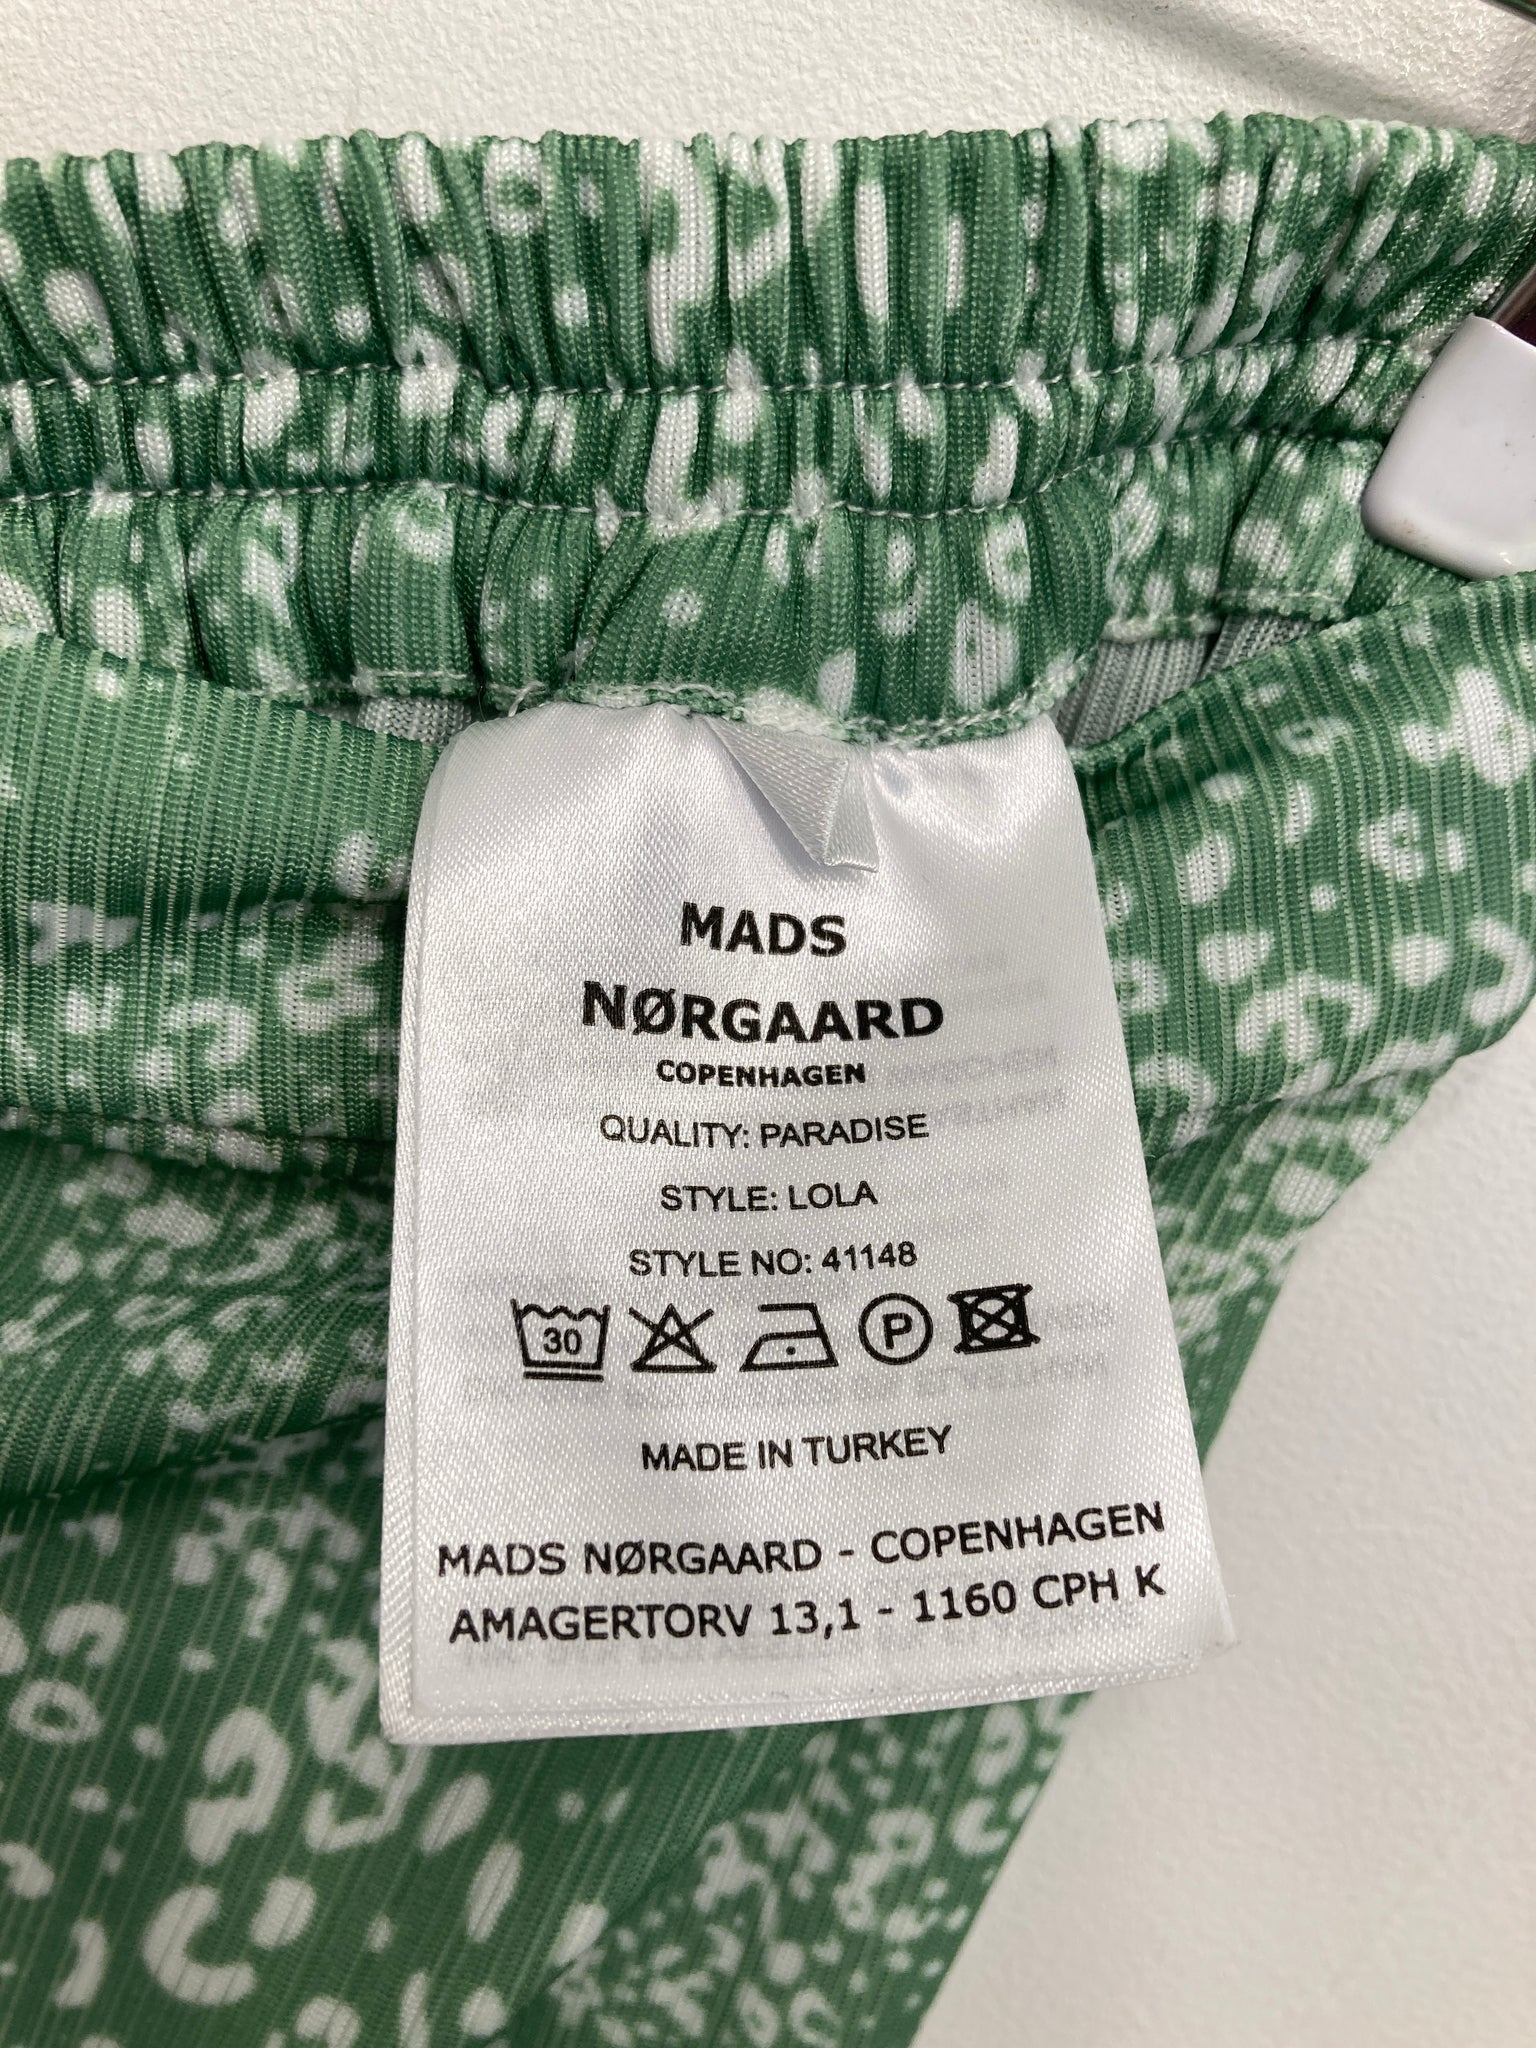 MADS
NØRGAARD
COPENHAGEN
QUALITY: PARADISE
STYLE: LOLA
STYLE NO: 41148
30 P
MADE IN TURKEY
MADS NØRGAARD - COPENHAGEN
AMAGERTORV 13,1 - 1160 CPH K